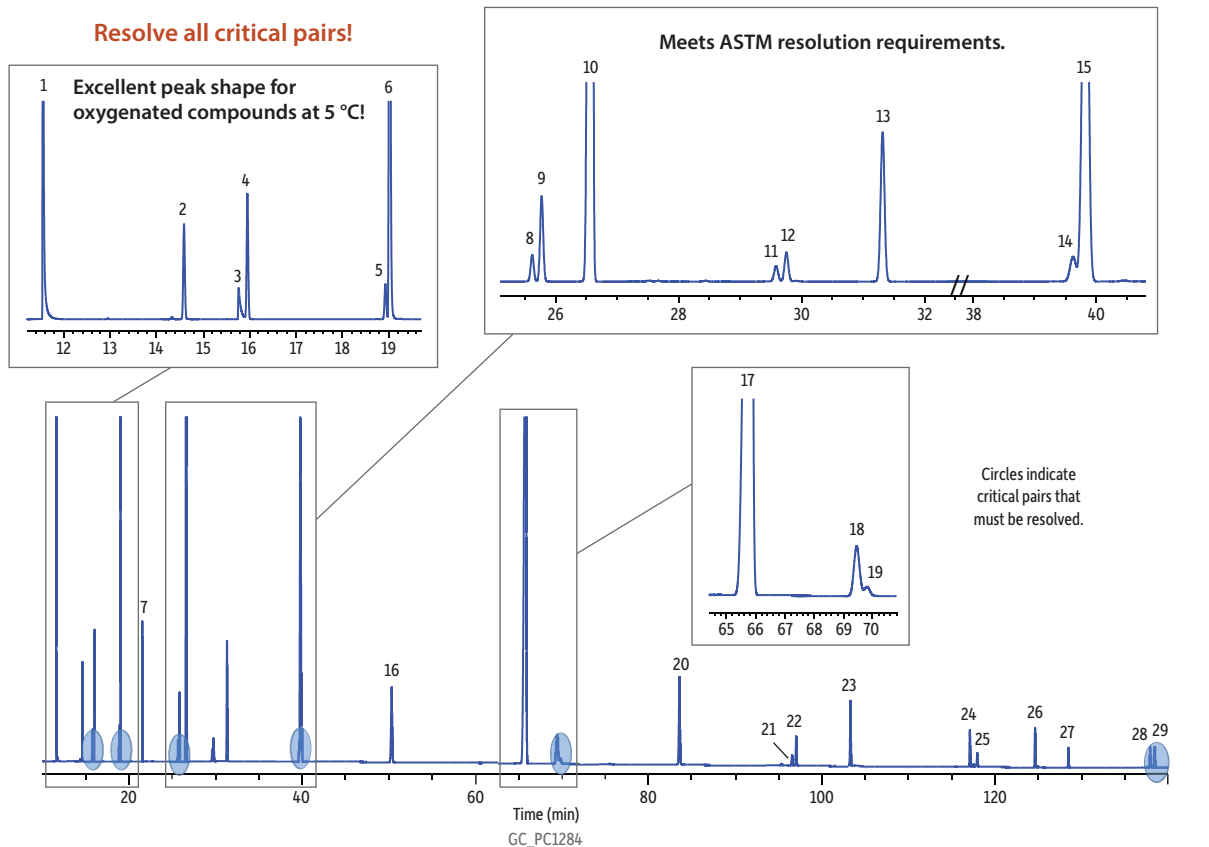 Resolve all critical pairs!
Excellent peak shape for
oxygenated compounds at 5 °C!
1
6
4
2
3
5
12 13 14 15 16 17 18 19
Meets ASTM resolution requirements.
10
15
13
9
8
12
11
14
26 28 30 32 38 40
17
18
19
65 66 67 68 69 70
Circles indicate
critical pairs that
must be resolved.
7
16
20
23
21
22
24
25
26
27
28
29
20 40 60 80 100 120
Time (min)
GC_PC1284